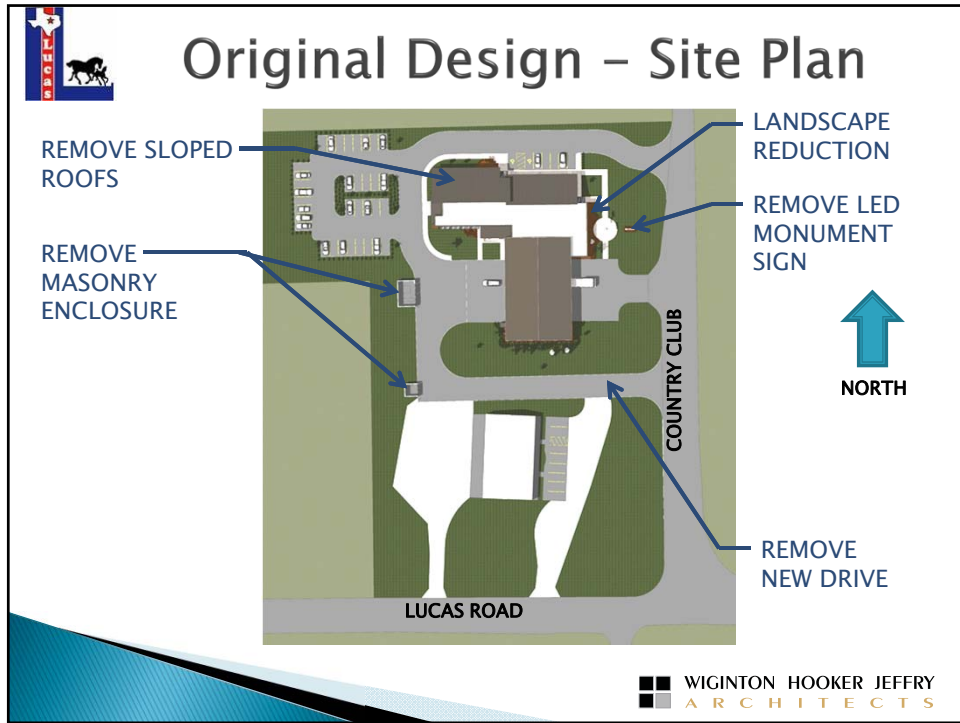 Lucas
Original Design – Site Plan
REMOVE SLOPED
ROOFS
REMOVE
MASONRY
ENCLOSURE
LANDSCAPE
REDUCTION
REMOVE LED
MONUMENT
SIGN
NORTH
COUNTRY CLUB
REMOVE
NEW DRIVE
LUCAS ROAD
WIGINTON HOOKER JEFFRY
ARCHITECTS